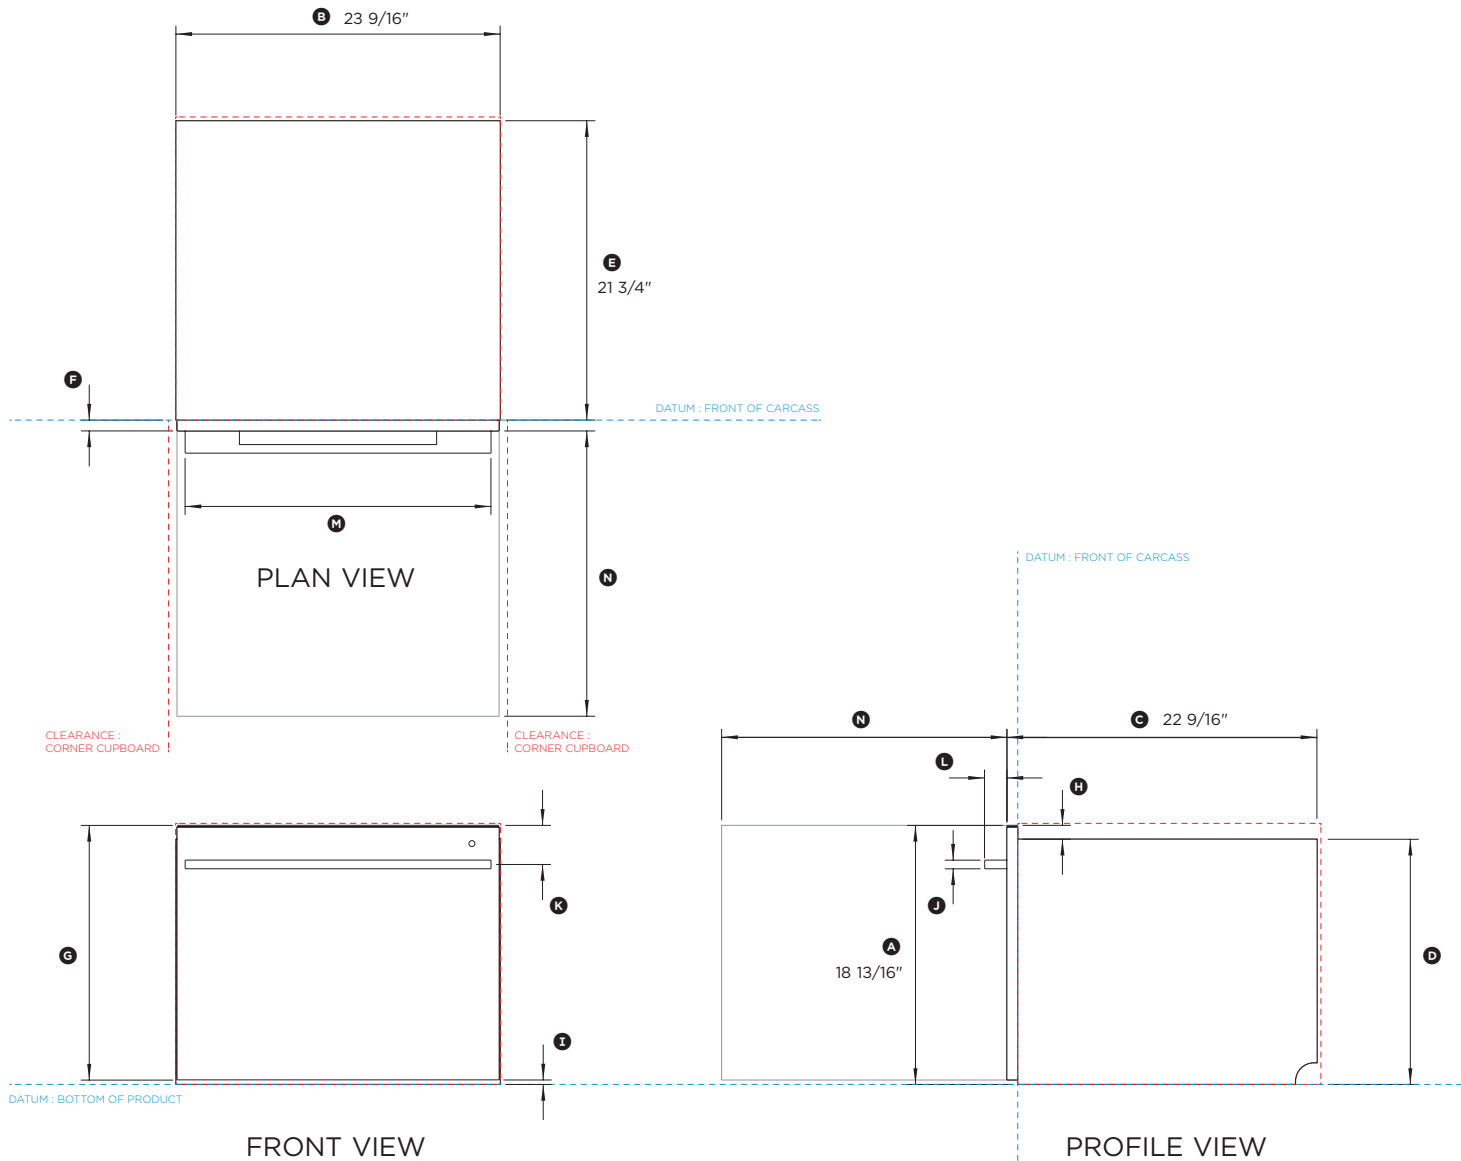 B 23 9/16"
E
21 3/4"
F
DATUM : FRONT OF CARCASS
M
PLAN VIEW
N
DATUM : FRONT OF CARCASS
CLEARANCE :
CORNER CUPBOARD
CLEARANCE :
CORNER CUPBOARD
N
C 22 9/16"
L
H
K
J
G
A
18 13/16"
D
I
DATUM : BOTTOM OF PRODUCT
FRONT VIEW
PROFILE VIEW